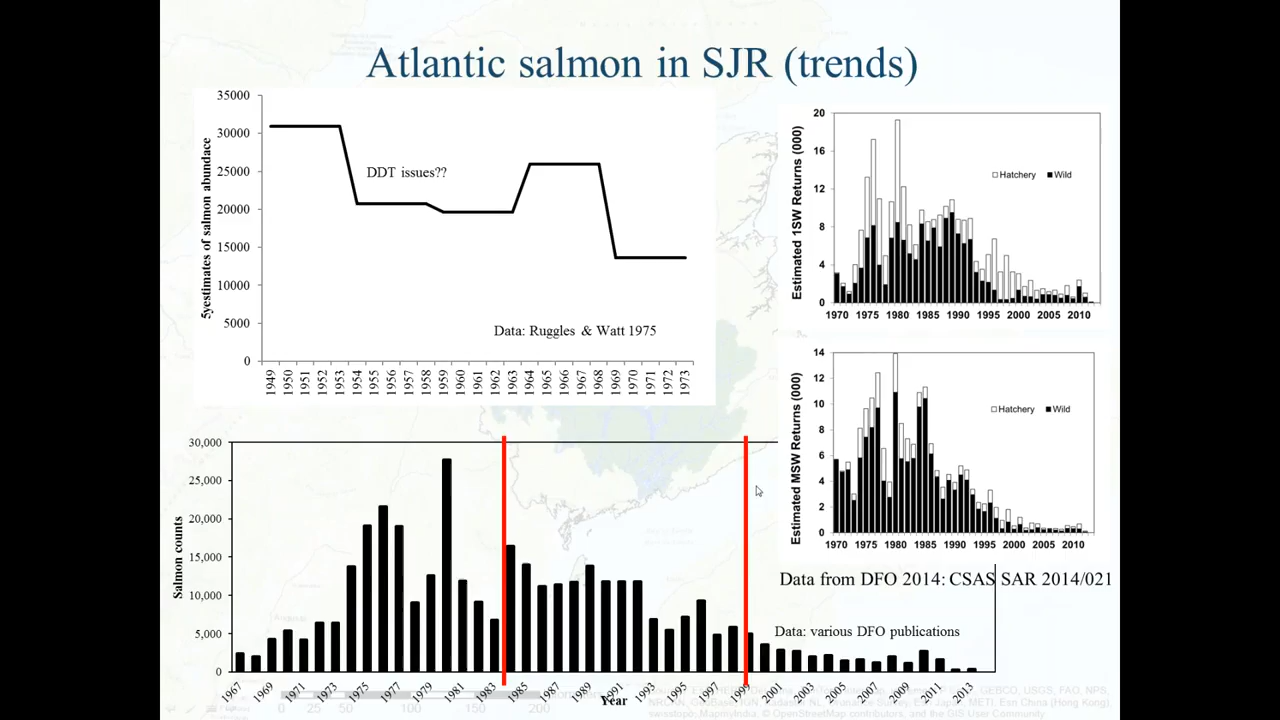 Atlantic salmon in SJR (trends)
5yestimates of salmon abundace
35000
30000
25000
20000
15000
10000
5000
0
DDT issues??
Data: Ruggles & Watt 1975
1949 1950 1951 1952 1953 1954 1955 1956 1957 1958 1959 1960 1961 1962 1963 1964 1965 1966 1967 1968 1969 1970 1971 1972 1973
Estimated 1SW Returns (000)
20
16
12
8
4
0
Hatchery Wild
1970 1975 1980 1985 1990 1995 2000 2005 2010
Estimated MSW Returns (000)
14
12
10
8
6
4
2
0
Hatchery Wild
1970 1975 1980 1985 1990 1995 2000 2005 2010
Data from DFO 2014: CSAS SAR 2014/021
Salmon counts
30,000
25,000
20,000
15,000
10,000
5,000
0
Data: various DFO publications
1967 1969 1971 1973 1975 1977 1979 1981 1983 1985 1987 1989 1991 1993 1995 1997 1999 2001 2003 2005 2007 2009 2011 2013
Year
0 25 50 100 150 200